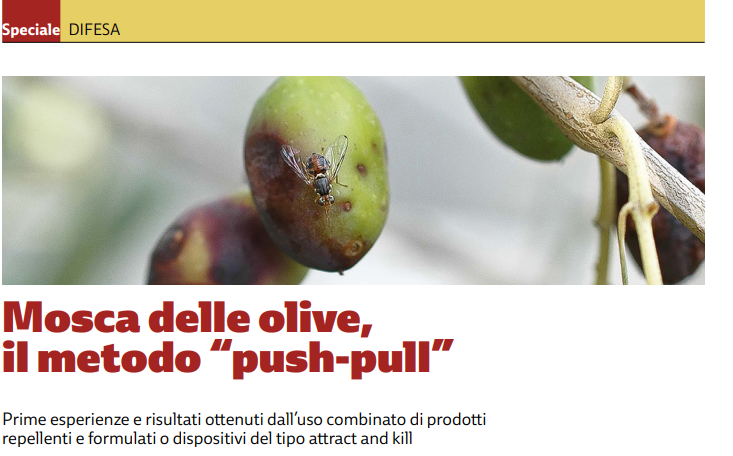 Speciale DIFESA
Mosca delle olive,
il metodo “push-pull”
Prime esperienze e risultati ottenuti dall’uso combinato di prodotti
repellenti e formulati o dispositivi del tipo attract and kill